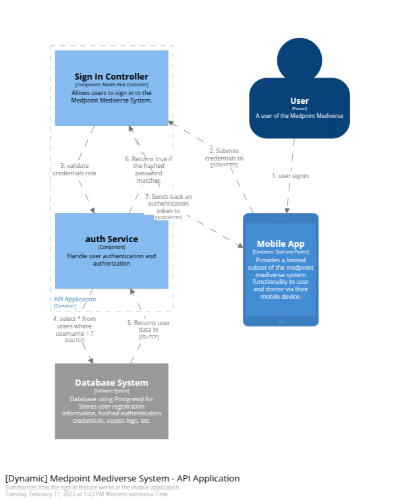 Sign In Controller
[Component: Raiden Rest Controller]
Allows users to sign in to the
Medpoint Mediverse System.
User
[Person]
A user of the Medpoint Mediverse
2: Submits
credentials to
[JSON/HTTPS]
3: validate
credentials role
6: Returns true if
the hashed
password
matches
1: user signin
7: Sends back an
authentication
token to
[JSON/HTTPS]
auth Service
[Component]
Handle user authentication and
authorization
Mobile App
[Container: Dart and Flutter]
Provides a limited
subset of the medpoint
mediverse system
functionality to user
and doctor via their
mobile device.
API Application
[Container]
4: select * from
users where
username = ?
[SQL/TCP]
5: Returns user
data to
[SQL/TCP]
Database System
[Software System]
Database using Postgresql for
Stores user registration
information, hashed authentication
credentials, access logs, etc.
[Dynamic] Medpoint Mediverse System - API Application
Summarises how the sign in feature works in the mobile application.
Tuesday, February 11, 2025 at 1:43 PM Western Indonesia Time